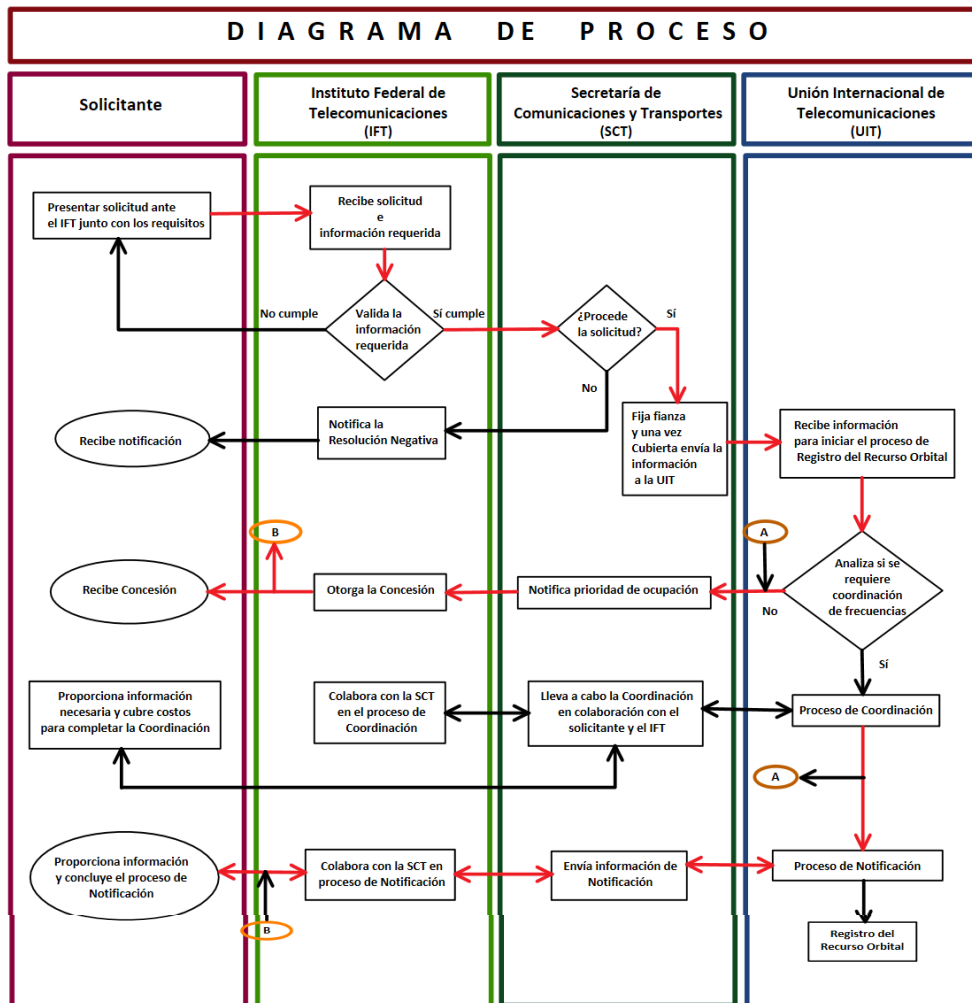 DIAGRAMA DE PROCESO
Solicitante
Instituto Federal de
Telecomunicaciones
(IFT)
Secretaría de
Comunicaciones y Transportes
(SCT)
Unión Internacional de
Telecomunicaciones
(UIT)
Presentar solicitud ante
el IFT junto con los requisitos
Recibe solicitud
e
información requerida
No cumple
Valida la
información
requerida
Sí cumple
¿Procede
la solicitud?
Sí
No
Recibe notificación
Notifica la
Resolución Negativa
Fija fianza
y una vez
Cubierta envía la
información
a la UIT
Recibe información
para iniciar el proceso de
Registro del Recurso Orbital
B
A
Analiza si se
requiere
coordinación
de frecuencias
Recibe Concesión
Otorga la Concesión
Notifica prioridad de ocupación
No
Sí
Proporciona información
necesaria y cubre costos
para completar la Coordinación
Colabora con la SCT
en el proceso de
Coordinación
Lleva a cabo la Coordinación
en colaboración con el
solicitante y el IFT
Proceso de Coordinación
A
Proporciona información
y concluye el proceso de
Notificación
Colabora con la SCT en
proceso de Notificación
Envía información de
Notificación
Proceso de Notificación
B
Registro del
Recurso Orbital